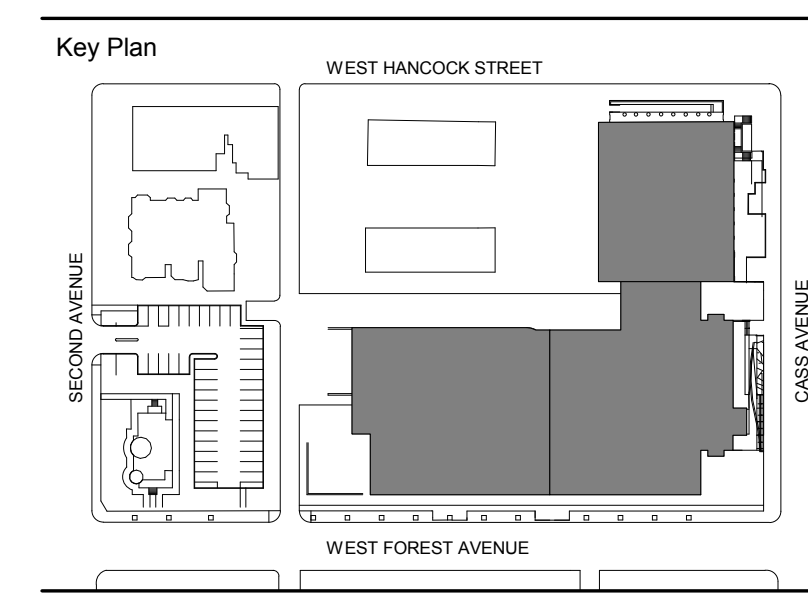 Key Plan
WEST HANCOCK STREET
SECOND AVENUE
CASS AVENUE
WEST FOREST AVENUE